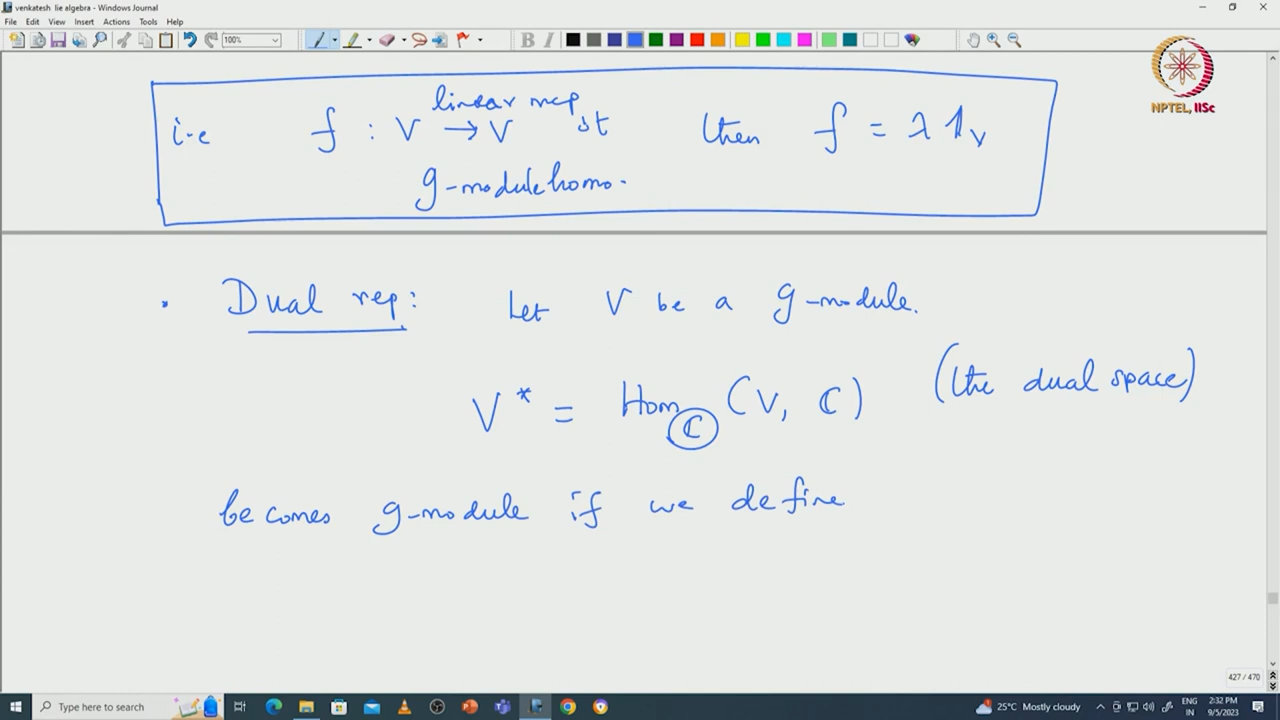 venkatesh lie algebra - Windows Journal
File Edit View Insert Actions Tools Help
100%
B I
NPTEL, IISc
linear map
i.e f : V → V st then f = λ 1_V
g-module homo.
• Dual rep: Let V be a g-module.
V* = Hom_ℂ (V, ℂ) (the dual space)
becomes g-module if we define
427 / 470
Type here to search
25°C Mostly cloudy
ENG
IN
2:32 PM
9/5/2023